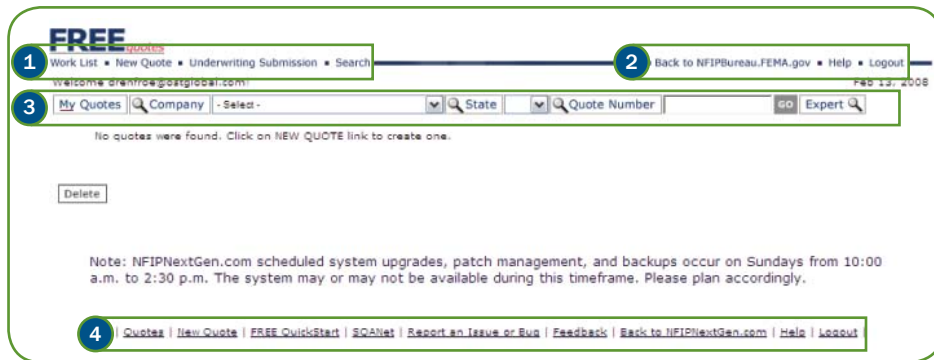 FREE quotes
1 Work List ▪ New Quote ▪ Underwriting Submission ▪ Search 2 Back to NFIPBureau.FEMA.gov ▪ Help ▪ Logout
Welcome drenfroe@ostglobal.com! Feb 13, 2008
3 My Quotes Company - Select - State Quote Number GO Expert
No quotes were found. Click on NEW QUOTE link to create one.
Delete
Note: NFIPNextGen.com scheduled system upgrades, patch management, and backups occur on Sundays from 10:00
a.m. to 2:30 p.m. The system may or may not be available during this timeframe. Please plan accordingly.
4 | Quotes | New Quote | FREE QuickStart | SQANet | Report an Issue or Bug | Feedback | Back to NFIPNextGen.com | Help | Logout |